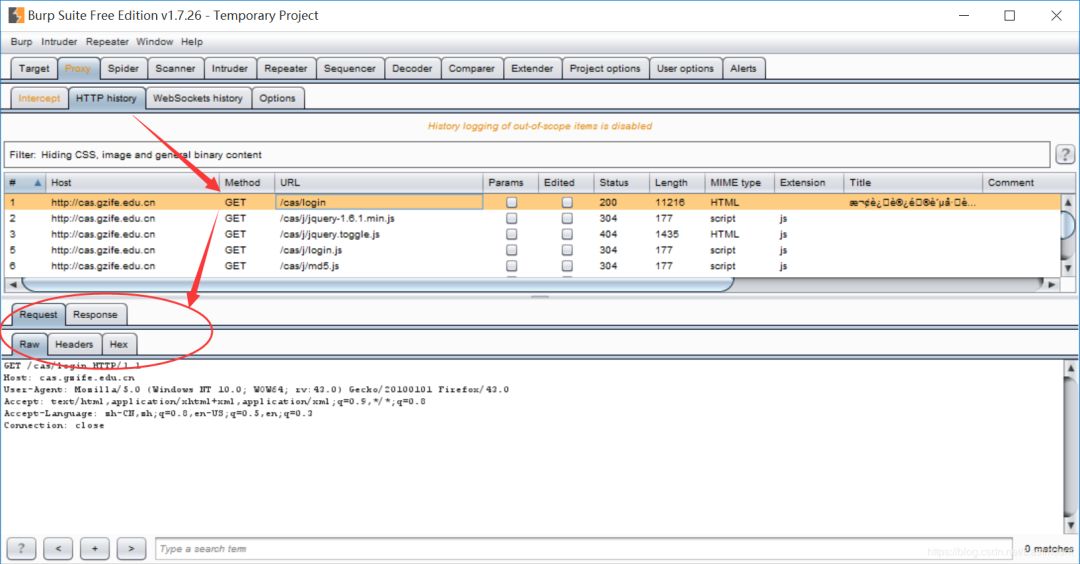 Burp Suite Free Edition v1.7.26 - Temporary Project
Burp Intruder Repeater Window Help
Target Proxy Spider Scanner Intruder Repeater Sequencer Decoder Comparer Extender Project options User options Alerts
Intercept HTTP history WebSockets history Options
History logging of out-of-scope items is disabled
Filter: Hiding CSS, image and general binary content ?
# Host Method URL Params Edited Status Length MIME type Extension Title Comment
1 http://cas.gzife.edu.cn GET /cas/login 200 11216 HTML
2 http://cas.gzife.edu.cn GET /cas/j/jquery-1.6.1.min.js 304 177 script js
3 http://cas.gzife.edu.cn GET /cas/j/jquery.toggle.js 404 1435 HTML js
5 http://cas.gzife.edu.cn GET /cas/j/login.js 304 177 script js
6 http://cas.gzife.edu.cn GET /cas/j/md5.js 304 177 script js
Request Response
Raw Headers Hex
GET /cas/login HTTP/1.1
Host: cas.gzife.edu.cn
User-Agent: Mozilla/5.0 (Windows NT 10.0; WOW64; rv:43.0) Gecko/20100101 Firefox/43.0
Accept: text/html,application/xhtml+xml,application/xml;q=0.9,*/*;q=0.8
Accept-Language: zh-CN,zh;q=0.8,en-US;q=0.5,en;q=0.3
Connection: close
? < + > Type a search term 0 matches